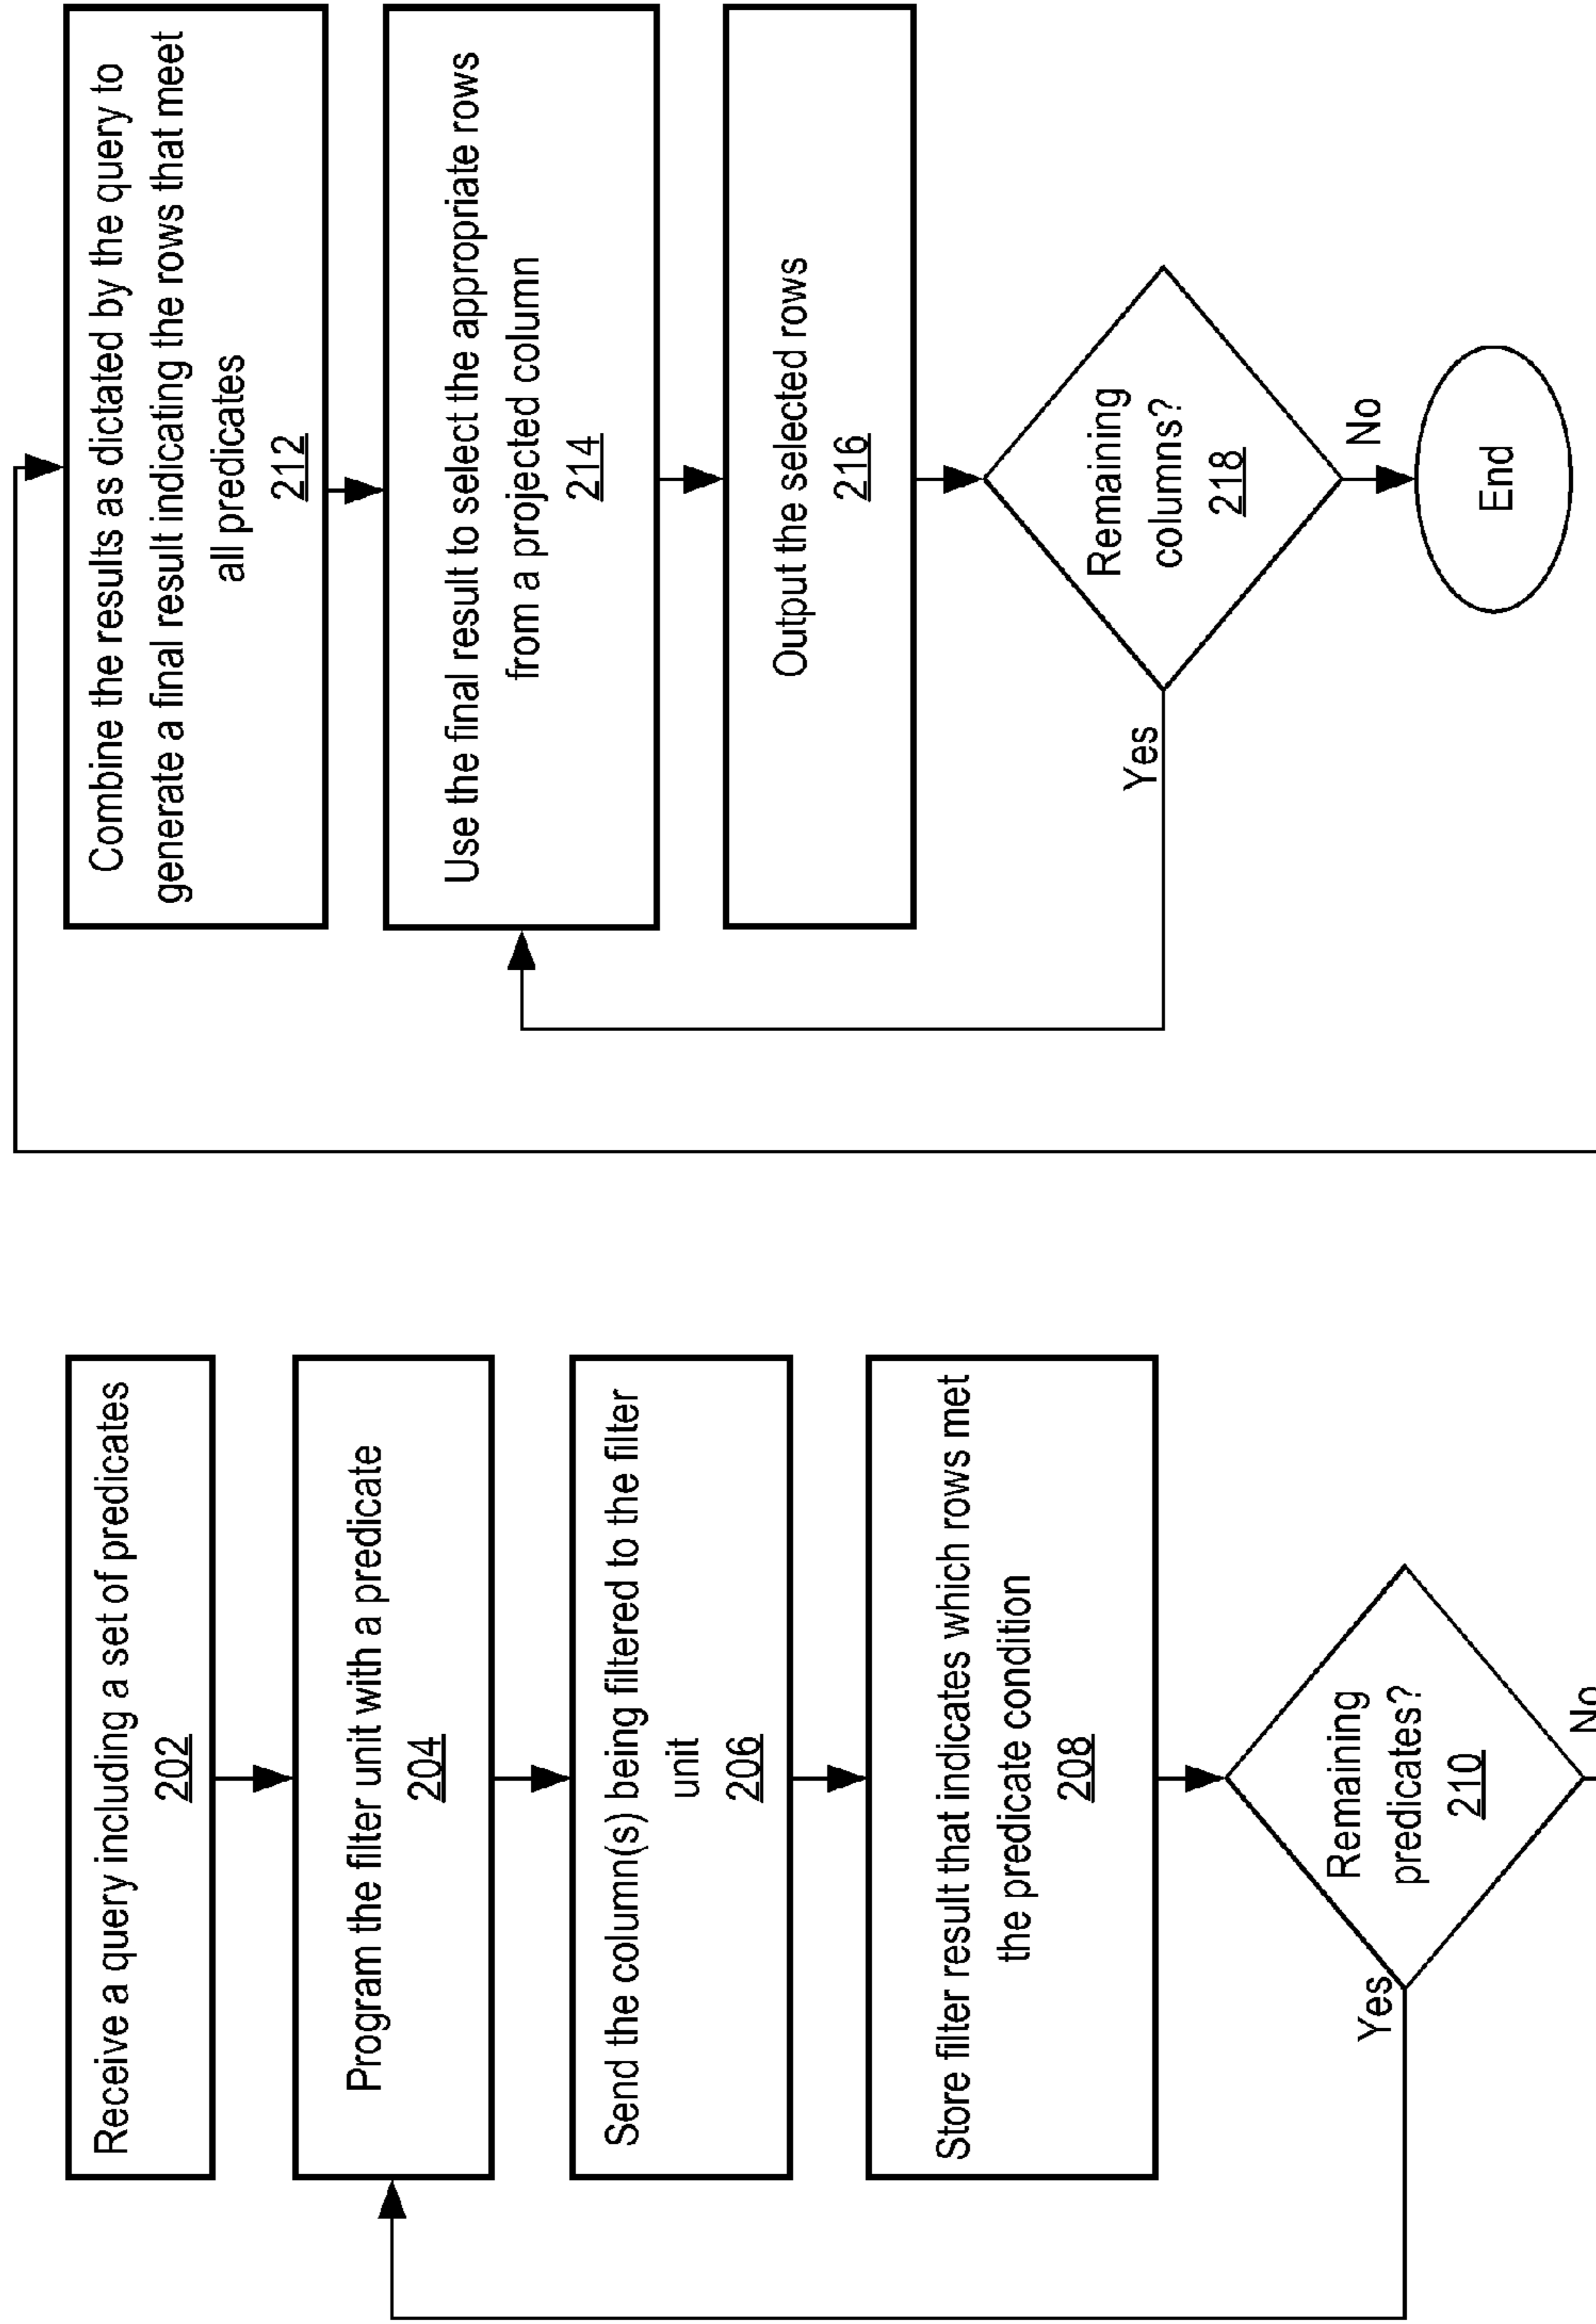 Receive a query including a set of predicates
202
Program the filter unit with a predicate
204
Send the column(s) being filtered to the filter
unit
206
Store filter result that indicates which rows met
the predicate condition
208
Remaining
predicates?
210
Yes
No
Combine the results as dictated by the query to
generate a final result indicating the rows that meet
all predicates
212
Use the final result to select the appropriate rows
from a projected column
214
Output the selected rows
216
Remaining
columns?
218
Yes
No
End